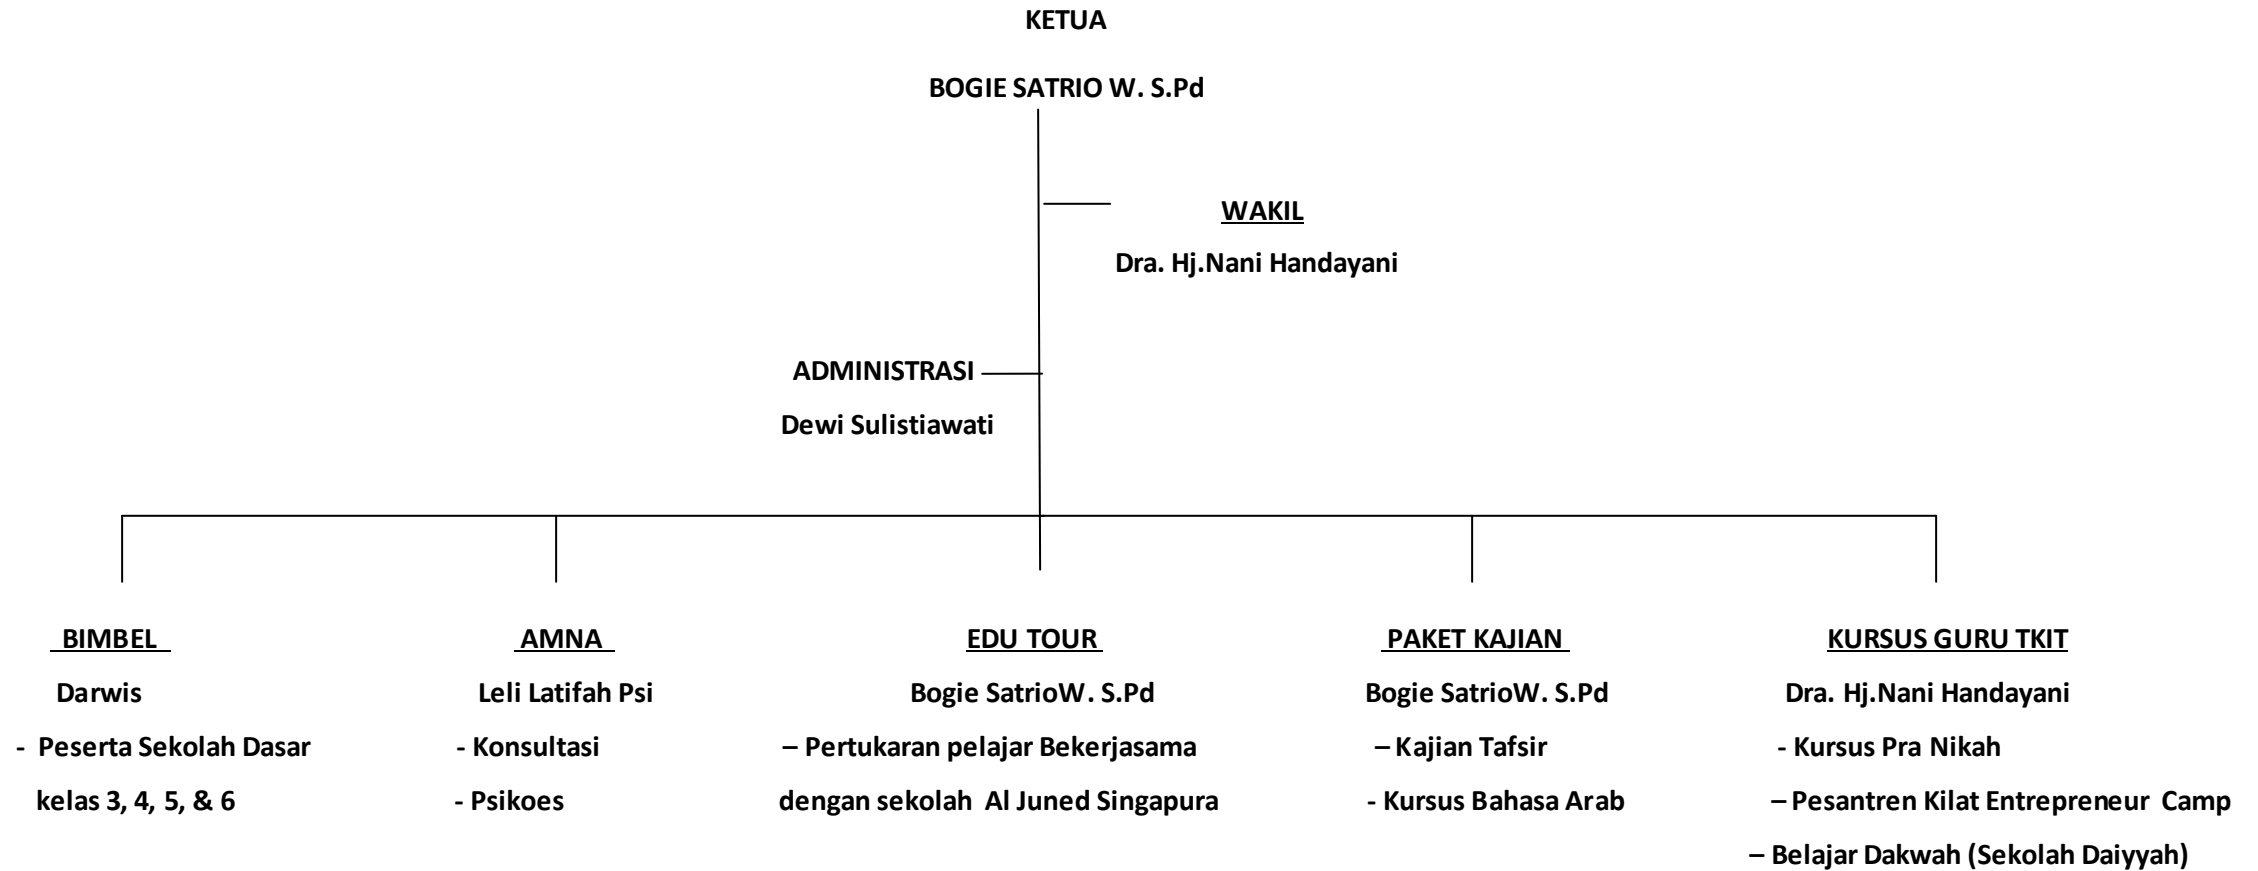 KETUA
BOGIE SATRIO W. S.Pd
WAKIL
Dra. Hj.Nani Handayani
ADMINISTRASI
Dewi Sulistiawati
BIMBEL
Darwis
- Peserta Sekolah Dasar
kelas 3, 4, 5, & 6
AMNA
Leli Latifah Psi
- Konsultasi
- Psikoes
EDU TOUR
Bogie SatrioW. S.Pd
– Pertukaran pelajar Bekerjasama
dengan sekolah Al Juned Singapura
PAKET KAJIAN
Bogie SatrioW. S.Pd
– Kajian Tafsir
- Kursus Bahasa Arab
KURSUS GURU TKIT
Dra. Hj.Nani Handayani
- Kursus Pra Nikah
– Pesantren Kilat Entrepreneur Camp
– Belajar Dakwah (Sekolah Daiyyah)